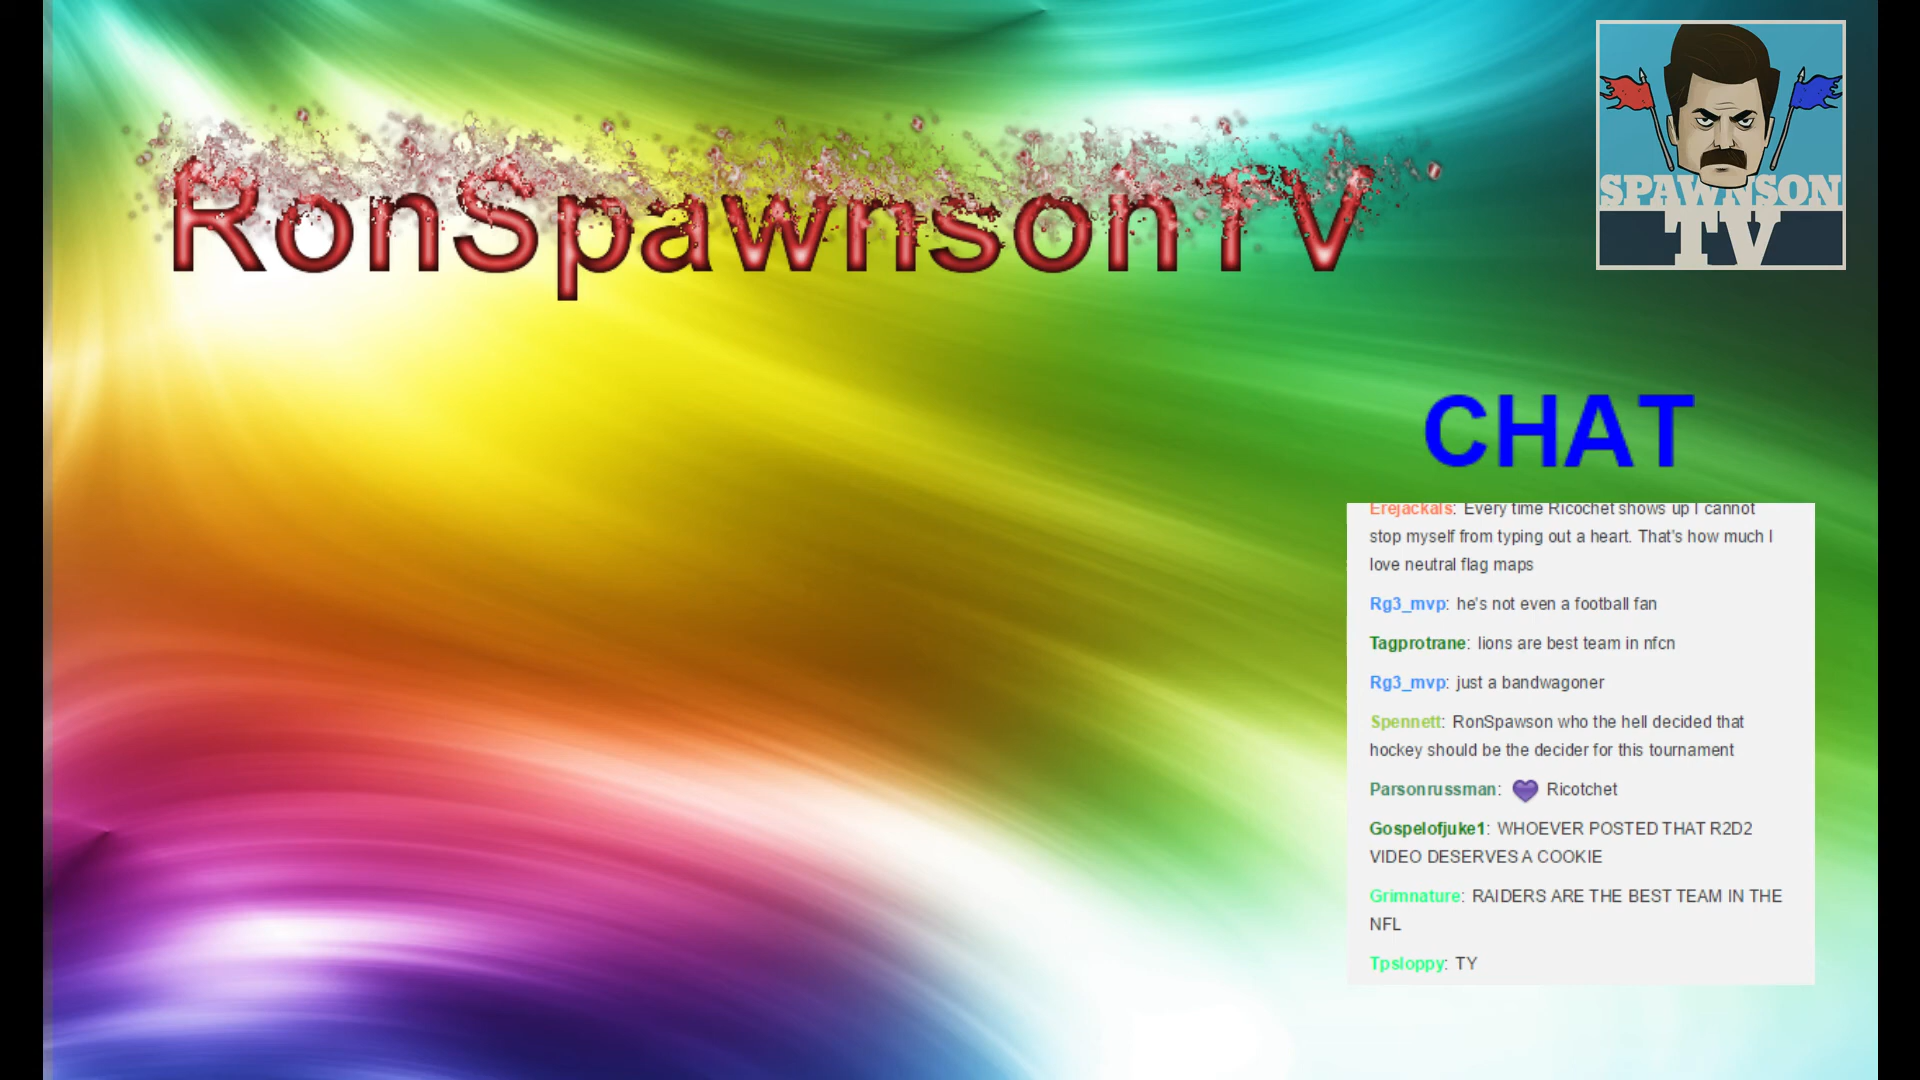 RonSpawnsonTV
SPAWNSON
TV
CHAT
Erejackals: Every time Ricochet shows up I cannot
stop myself from typing out a heart. That's how much I
love neutral flag maps
Rg3_mvp: he's not even a football fan
Tagprotrane: lions are best team in nfcn
Rg3_mvp: just a bandwagoner
Spennett: RonSpawson who the hell decided that
hockey should be the decider for this tournament
Parsonrussman: 💜 Ricotchet
Gospelofjuke1: WHOEVER POSTED THAT R2D2
VIDEO DESERVES A COOKIE
Grimnature: RAIDERS ARE THE BEST TEAM IN THE
NFL
Tpsloppy: TY